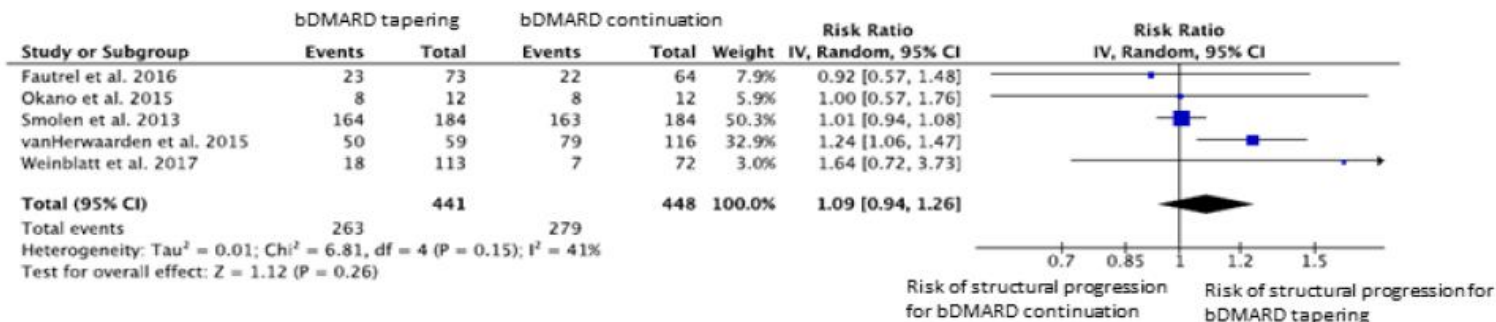 bDMARD tapering bDMARD continuation Risk Ratio Risk Ratio
Study or Subgroup Events Total Events Total Weight IV, Random, 95% CI IV, Random, 95% CI
Fautrel et al. 2016 23 73 22 64 7.9% 0.92 [0.57, 1.48]
Okano et al. 2015 8 12 8 12 5.9% 1.00 [0.57, 1.76]
Smolen et al. 2013 164 184 163 184 50.3% 1.01 [0.94, 1.08]
vanHerwaarden et al. 2015 50 59 79 116 32.9% 1.24 [1.06, 1.47]
Weinblatt et al. 2017 18 113 7 72 3.0% 1.64 [0.72, 3.73]
Total (95% CI) 441 448 100.0% 1.09 [0.94, 1.26]
Total events 263 279
Heterogeneity: Tau² = 0.01; Chi² = 6.81, df = 4 (P = 0.15); I² = 41%
Test for overall effect: Z = 1.12 (P = 0.26)
0.7 0.85 1 1.2 1.5
Risk of structural progression
for bDMARD continuation
Risk of structural progression for
bDMARD tapering